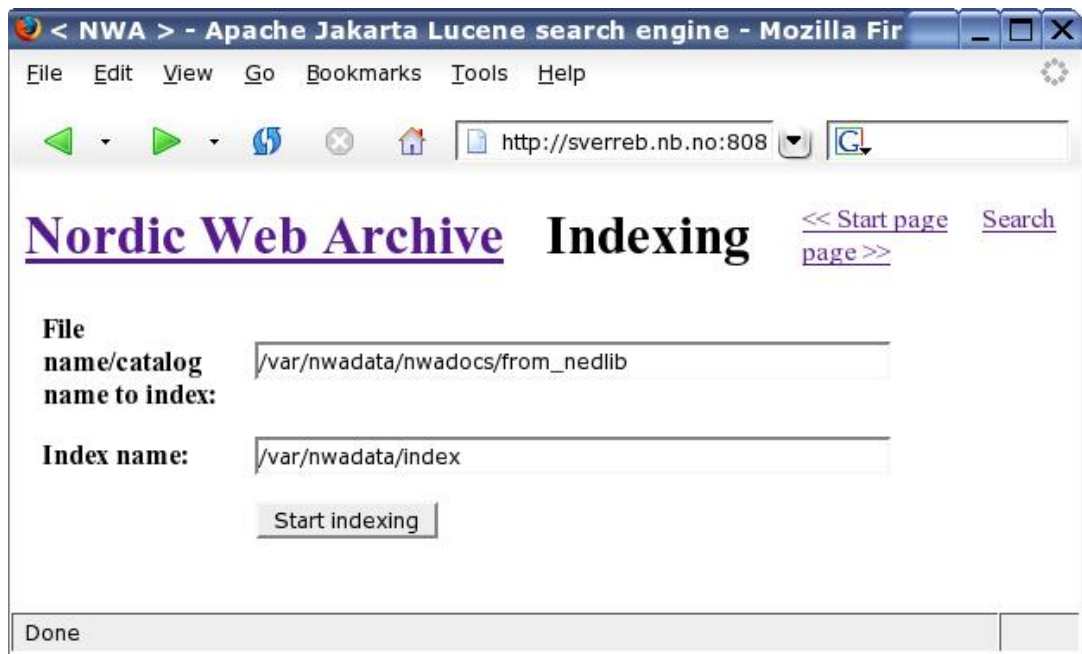 < NWA > - Apache Jakarta Lucene search engine - Mozilla Fir
File Edit View Go Bookmarks Tools Help
http://sverreb.nb.no:808
G
Nordic Web Archive Indexing << Start page Search
page >>
File
name/catalog
name to index:
/var/nwadata/nwadocs/from_nedlib
Index name: /var/nwadata/index
Start indexing
Done